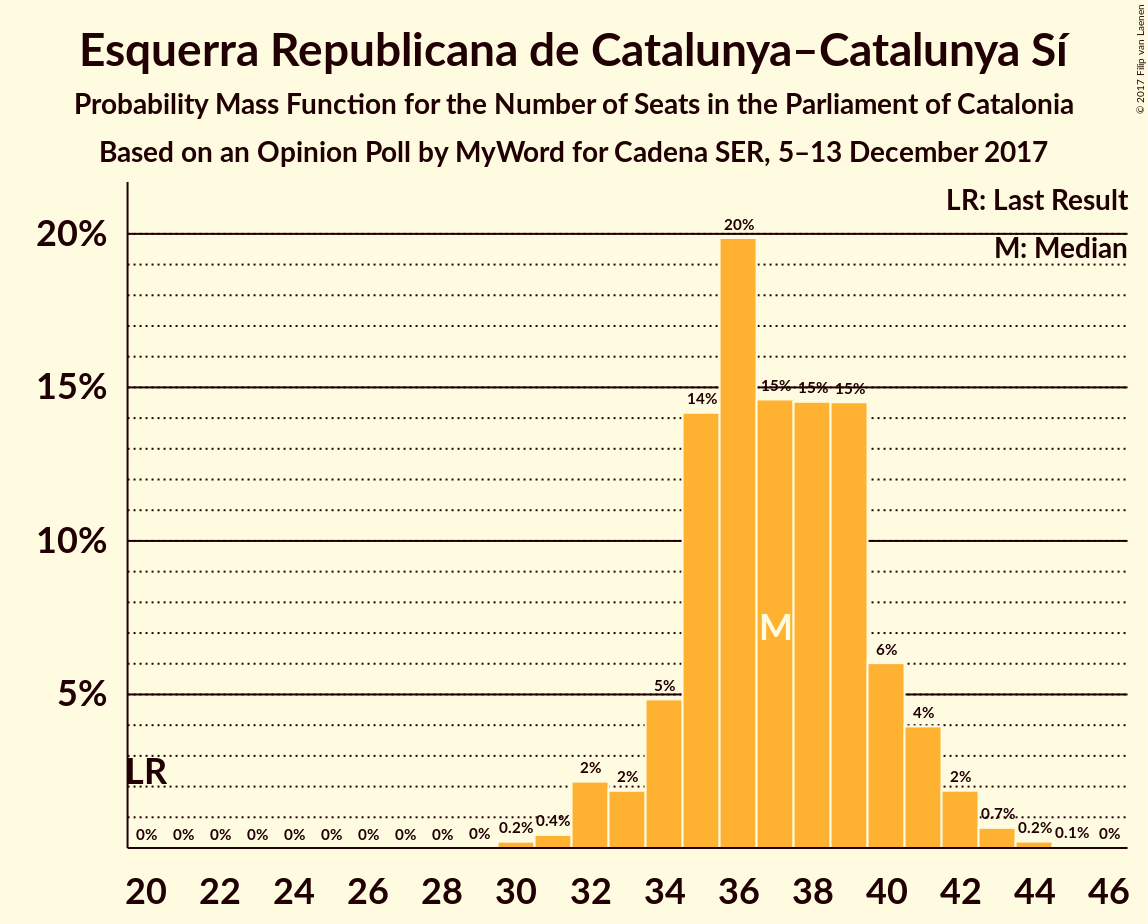 Esquerra Republicana de Catalunya–Catalunya Sí
Probability Mass Function for the Number of Seats in the Parliament of Catalonia
Based on an Opinion Poll by MyWord for Cadena SER, 5–13 December 2017
© 2017 Filip van Laenen
LR: Last Result
M: Median
20%
15%
10%
5%
20%
15% 15% 15%
14%
M
6%
5%
4%
LR
2% 2% 2%
0% 0% 0% 0% 0% 0% 0% 0% 0% 0% 0.2% 0.4% 0.7% 0.2% 0.1% 0%
20 22 24 26 28 30 32 34 36 38 40 42 44 46